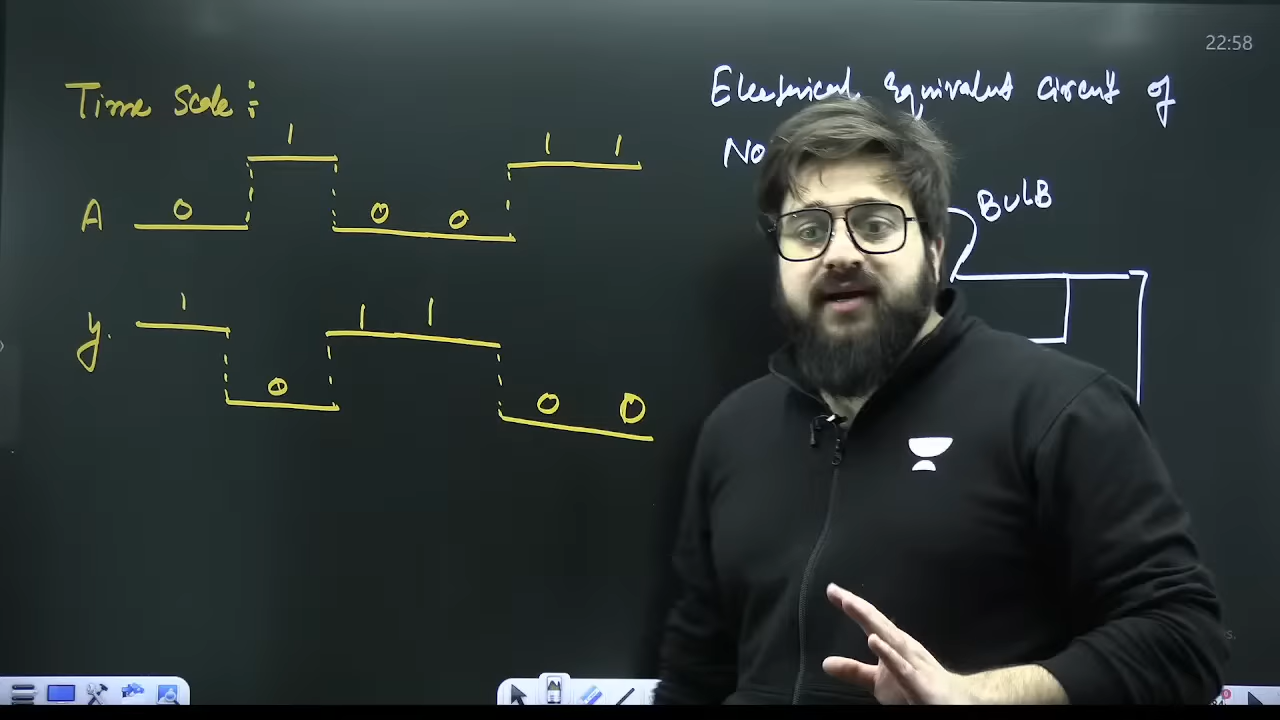 22:58
Time Scale:
1 1 1
A 0 0 0
1 1 1
y. 0 0 0
Electrical Equivalent circuit of
No
BULB